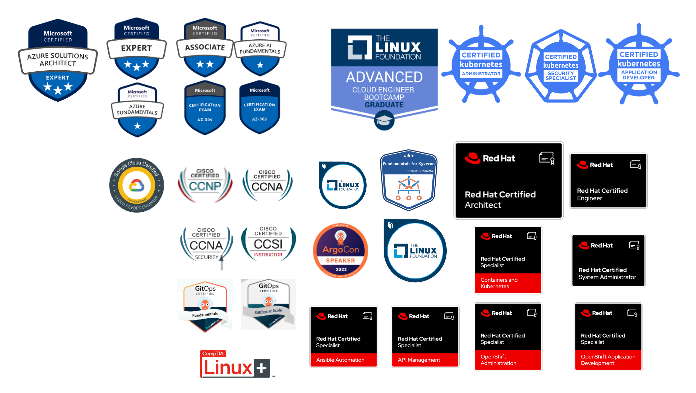 Microsoft
CERTIFIED
AZURE SOLUTIONS
ARCHITECT
EXPERT
Microsoft
CERTIFIED
EXPERT
Microsoft
CERTIFIED
ASSOCIATE
Microsoft
CERTIFIED
AZURE AI
FUNDAMENTALS
THE
LINUX
FOUNDATION
ADVANCED
CLOUD ENGINEER
BOOTCAMP
GRADUATE
CERTIFIED
kubernetes
ADMINISTRATOR
CERTIFIED
kubernetes
SECURITY
SPECIALIST
CERTIFIED
kubernetes
APPLICATION
DEVELOPER
Microsoft
CERTIFIED
AZURE
FUNDAMENTALS
Microsoft
CERTIFICATION
EXAM
Microsoft
CERTIFICATION
EXAM
AZ-303
Google Cloud Certified
CISCO
CERTIFIED
CCNP
CISCO
CERTIFIED
CCNA
THE
LINUX
FOUNDATION
Red Hat
Red Hat Certified
Architect
Red Hat
Red Hat Certified
Engineer
CISCO
CERTIFIED
CCNA
SECURITY
CISCO
CERTIFIED
CCSI
INSTRUCTOR
ArgoCon
SPEAKER
2022
THE
LINUX
FOUNDATION
Red Hat
Red Hat Certified
Specialist
Containers and
Kubernetes
Red Hat
Red Hat Certified
System Administrator
GitOps
Fundamentals
GitOps
Red Hat
Red Hat Certified
Specialist
Ansible Automation
Red Hat
Red Hat Certified
Specialist
API Management
Red Hat
Red Hat Certified
Specialist
OpenShift
Administration
Red Hat
Red Hat Certified
Specialist
OpenShift Application
Development
CompTIA
Linux+